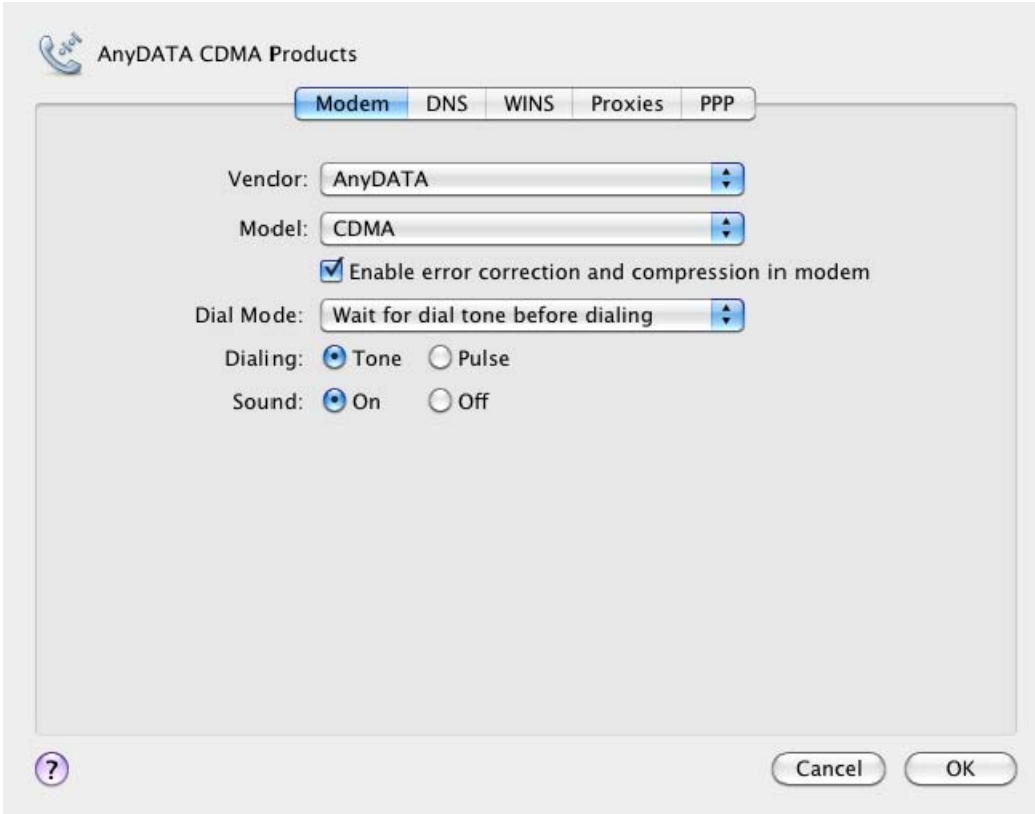 AnyDATA CDMA Products
Modem DNS WINS Proxies PPP
Vendor: AnyDATA
Model: CDMA
Enable error correction and compression in modem
Dial Mode: Wait for dial tone before dialing
Dialing: Tone Pulse
Sound: On Off
? Cancel OK